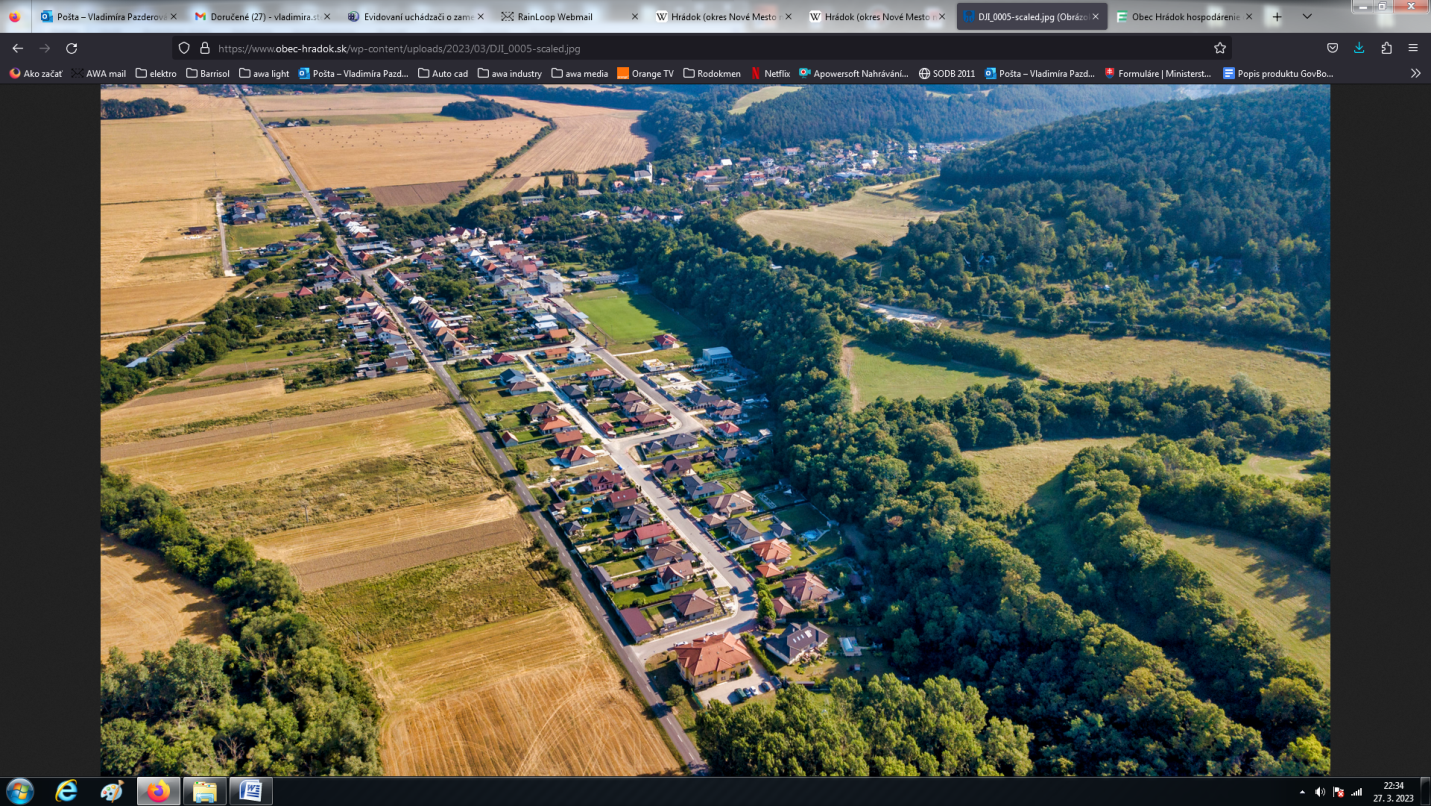 Pošta – Vladimíra Pazderová
Doručené (27) - vladimira.st
Evidovaní uchádzači o zame
RainLoop Webmail
Hrádok (okres Nové Mesto n
Hrádok (okres Nové Mesto n
DJI_0005-scaled.jpg (Obrázo
Obec Hrádok hospodárenie
https://www.obec-hradok.sk/wp-content/uploads/2023/03/DJI_0005-scaled.jpg
Ako začať
AWA mail
elektro
Barrisol
awa light
Pošta – Vladimíra Pazd...
Auto cad
awa industry
awa media
Orange TV
Rodokmen
Netflix
Apowersoft Nahrávání...
SODB 2011
Pošta – Vladimíra Pazd...
Formuláre | Ministerst...
Popis produktu GovBo...
22:34
27. 3. 2023